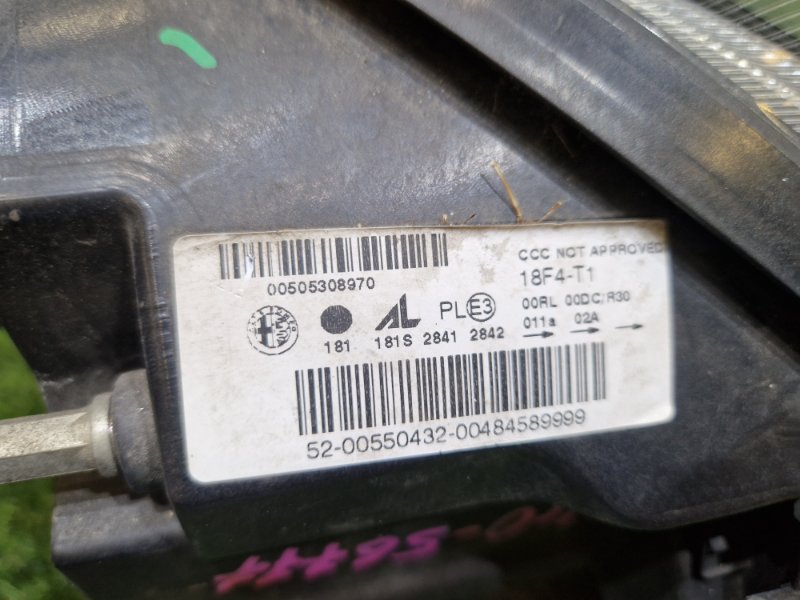 00505308970
CCC NOT APPROVED
18F4-T1
AL PL E3 00RL 00DC/R30
181 181S 2841 2842 011a 02A
52-00550432-00484589999